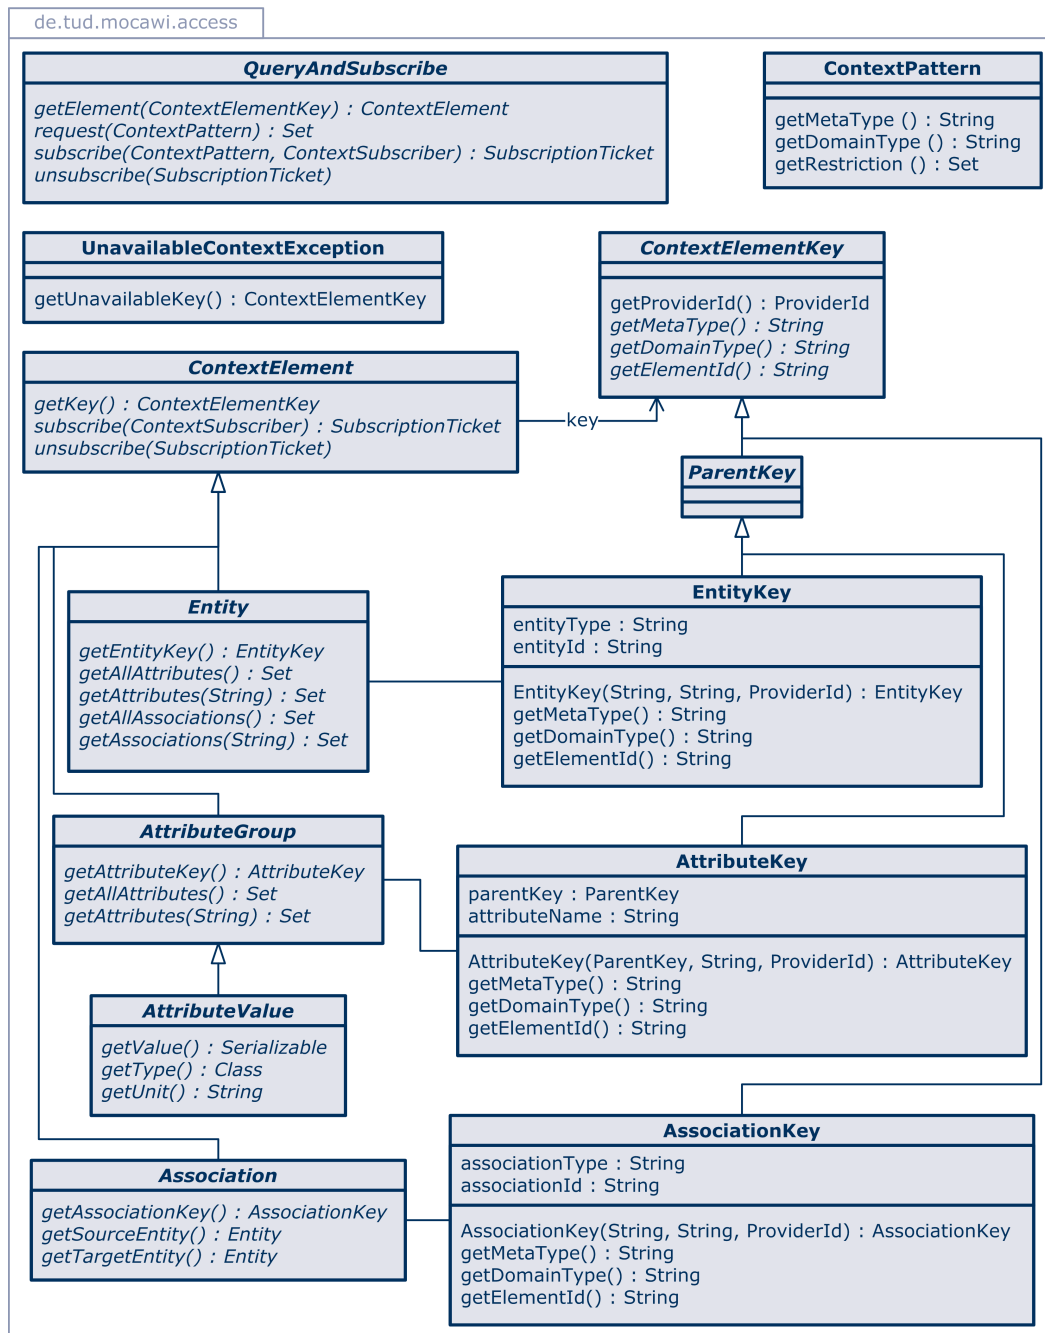 de.tud.mocawi.access
QueryAndSubscribe
getElement(ContextElementKey) : ContextElement
request(ContextPattern) : Set
subscribe(ContextPattern, ContextSubscriber) : SubscriptionTicket
unsubscribe(SubscriptionTicket)
ContextPattern
getMetaType () : String
getDomainType () : String
getRestriction () : Set
UnavailableContextException
getUnavailableKey() : ContextElementKey
ContextElementKey
getProviderId() : ProviderId
getMetaType() : String
getDomainType() : String
getElementId() : String
ContextElement
getKey() : ContextElementKey
subscribe(ContextSubscriber) : SubscriptionTicket
unsubscribe(SubscriptionTicket)
key
ParentKey
Entity
getEntityKey() : EntityKey
getAllAttributes() : Set
getAttributes(String) : Set
getAllAssociations() : Set
getAssociations(String) : Set
EntityKey
entityType : String
entityId : String
EntityKey(String, String, ProviderId) : EntityKey
getMetaType() : String
getDomainType() : String
getElementId() : String
AttributeGroup
getAttributeKey() : AttributeKey
getAllAttributes() : Set
getAttributes(String) : Set
AttributeKey
parentKey : ParentKey
attributeName : String
AttributeKey(ParentKey, String, ProviderId) : AttributeKey
getMetaType() : String
getDomainType() : String
getElementId() : String
AttributeValue
getValue() : Serializable
getType() : Class
getUnit() : String
Association
getAssociationKey() : AssociationKey
getSourceEntity() : Entity
getTargetEntity() : Entity
AssociationKey
associationType : String
associationId : String
AssociationKey(String, String, ProviderId) : AssociationKey
getMetaType() : String
getDomainType() : String
getElementId() : String